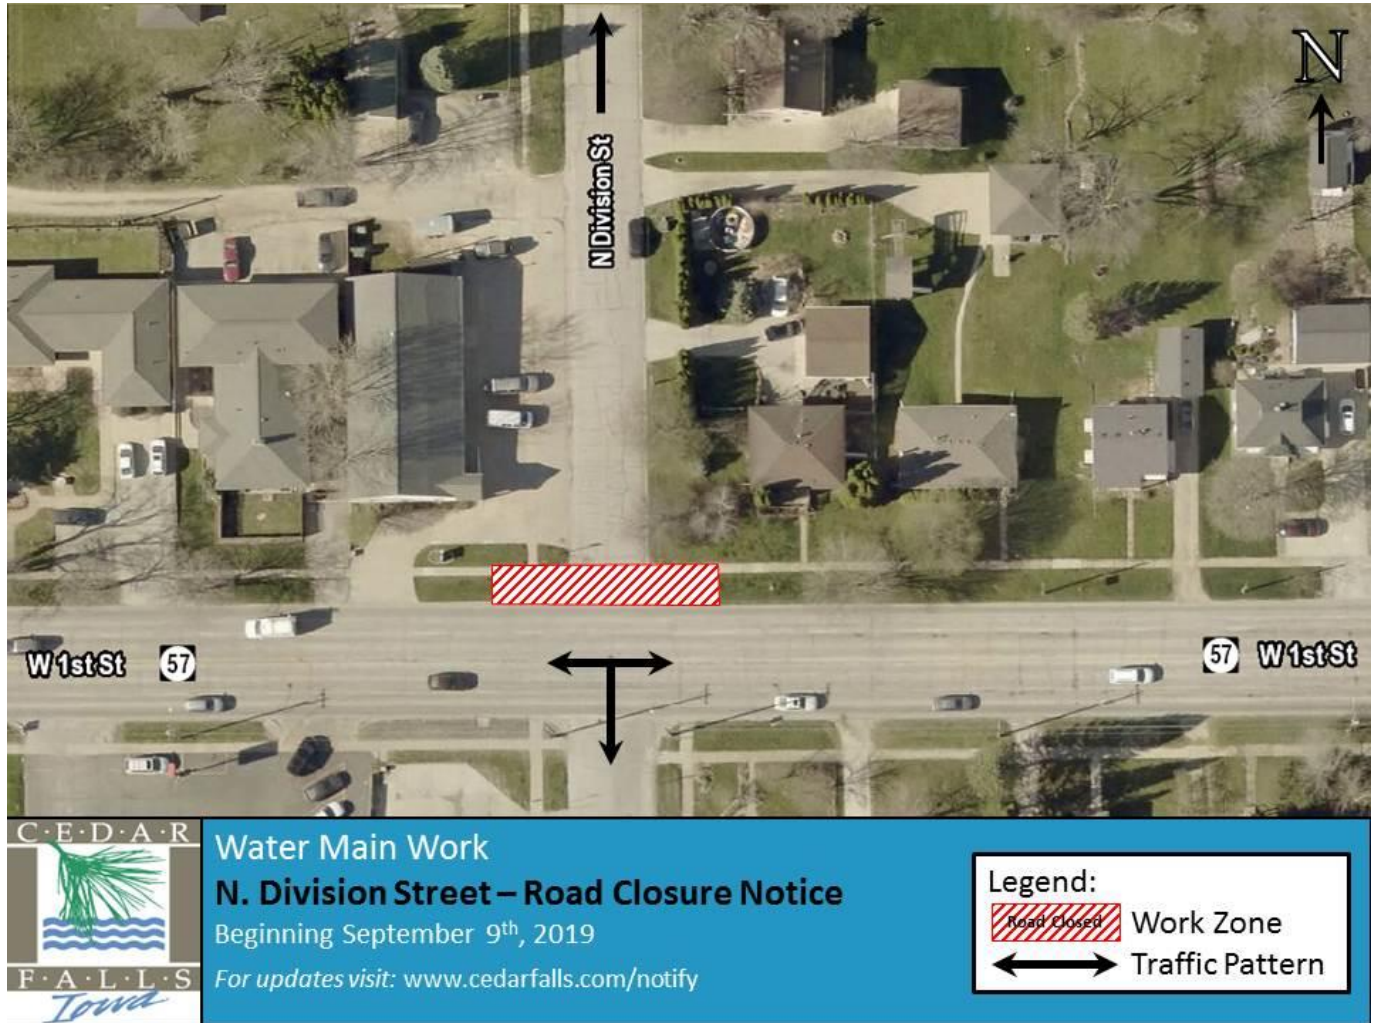 N
N Division St
W 1st St
57
57
W 1st St
C·E·D·A·R
F·A·L·L·S
Iowa
Water Main Work
N. Division Street – Road Closure Notice
Beginning September 9th, 2019
For updates visit: www.cedarfalls.com/notify
Legend:
Road Closed
Work Zone
Traffic Pattern